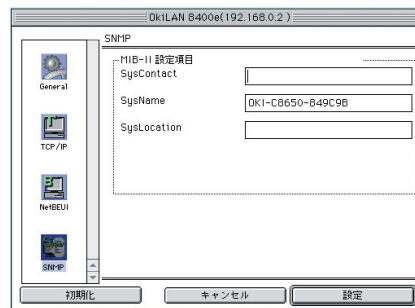 OkiLAN 8400e(192.168.0.2)
SNMP
MIB-II 設定項目
SysContact
SysName
OKI-C8650-849C9B
SysLocation
General
TCP/IP
NetBEUI
SNMP
初期化
キャンセル
設定